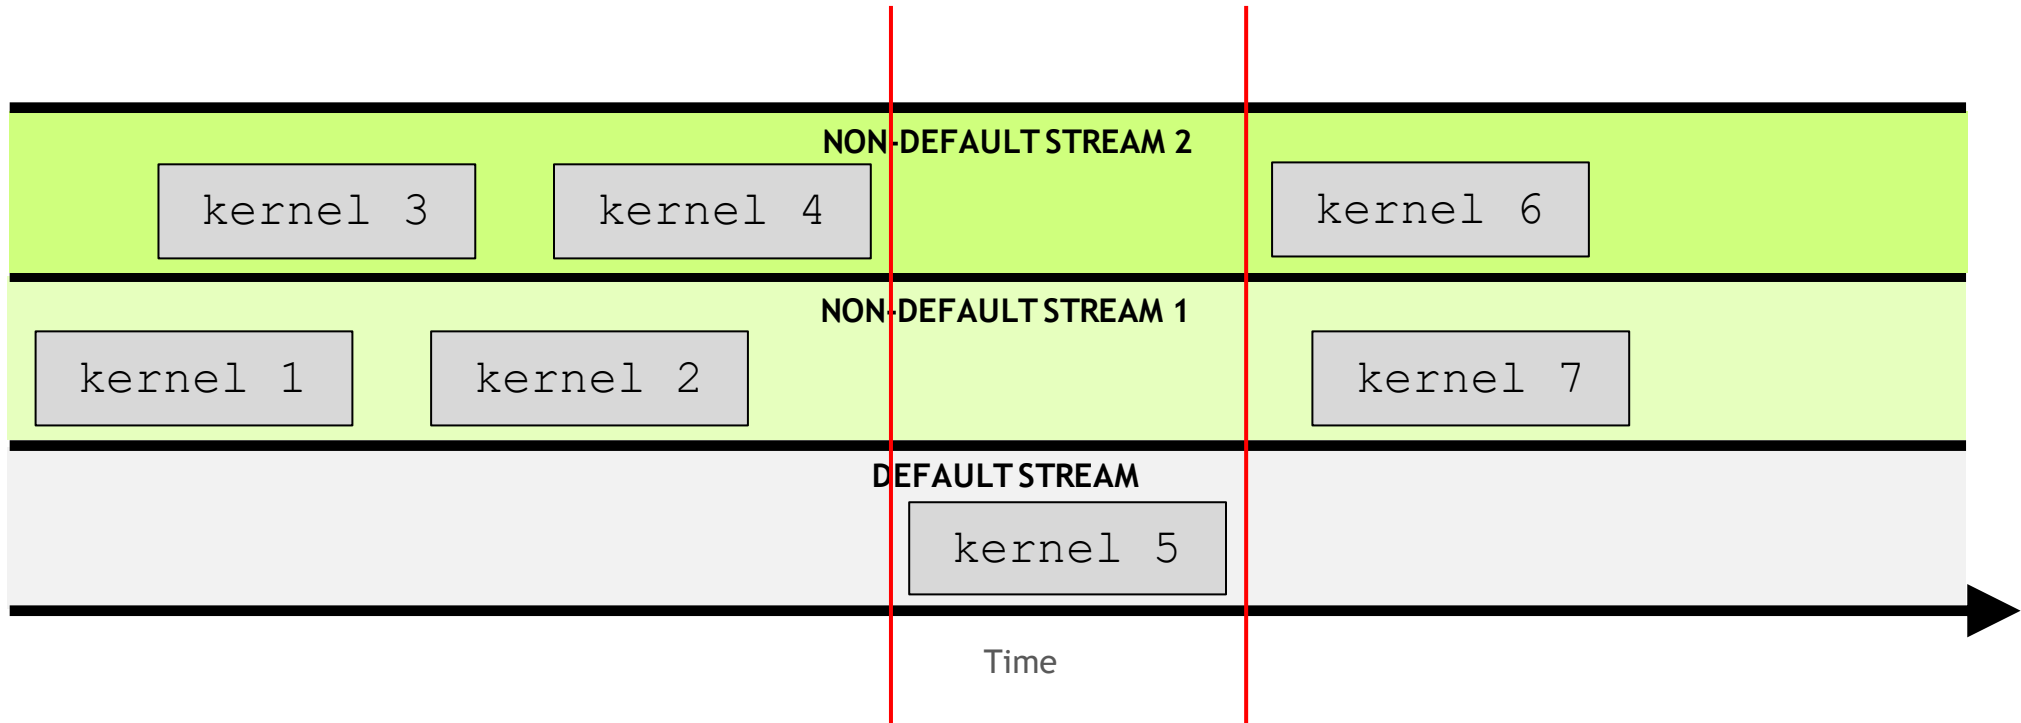 NON-DEFAULT STREAM 2
kernel 3
kernel 4
kernel 6
NON-DEFAULT STREAM 1
kernel 1
kernel 2
kernel 7
DEFAULT STREAM
kernel 5
Time